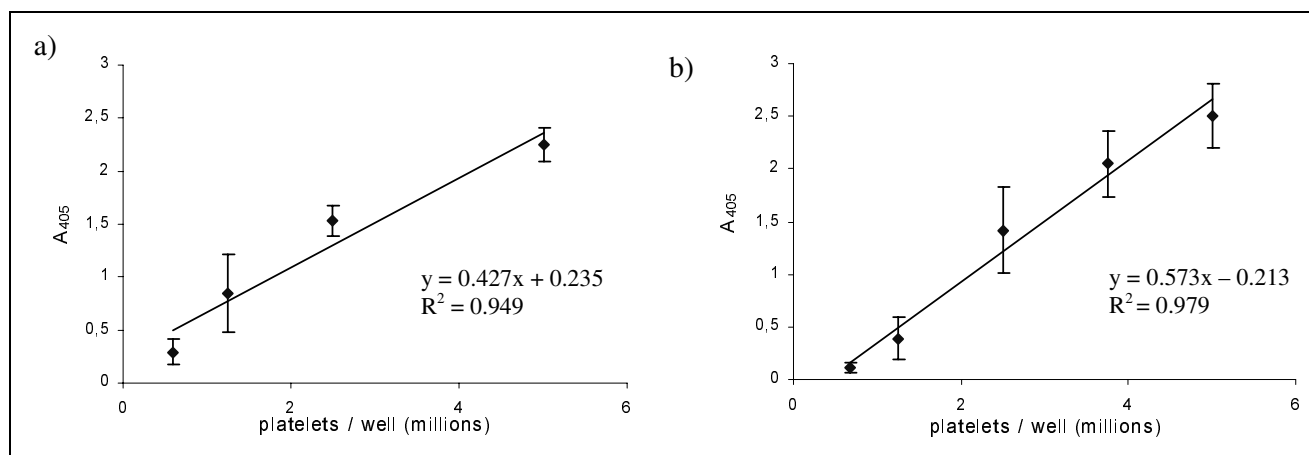 a)
3
2,5
2
1,5
1
0,5
0
0
2
4
6
A405
platelets / well (millions)
y = 0.427x + 0.235
R² = 0.949
b)
3
2,5
2
1,5
1
0,5
0
0
2
4
6
A405
platelets / well (millions)
y = 0.573x – 0.213
R² = 0.979